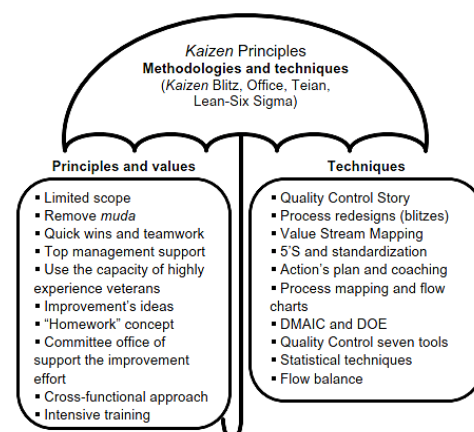 Kaizen Principles
Methodologies and techniques
(Kaizen Blitz, Office, Teian,
Lean-Six Sigma)
Principles and values
▪ Limited scope
▪ Remove muda
▪ Quick wins and teamwork
▪ Top management support
▪ Use the capacity of highly
experience veterans
▪ Improvement's ideas
▪ “Homework” concept
▪ Committee office of
support the improvement
effort
▪ Cross-functional approach
▪ Intensive training
Techniques
▪ Quality Control Story
▪ Process redesigns (blitzes)
▪ Value Stream Mapping
▪ 5'S and standardization
▪ Action's plan and coaching
▪ Process mapping and flow
charts
▪ DMAIC and DOE
▪ Quality Control seven tools
▪ Statistical techniques
▪ Flow balance